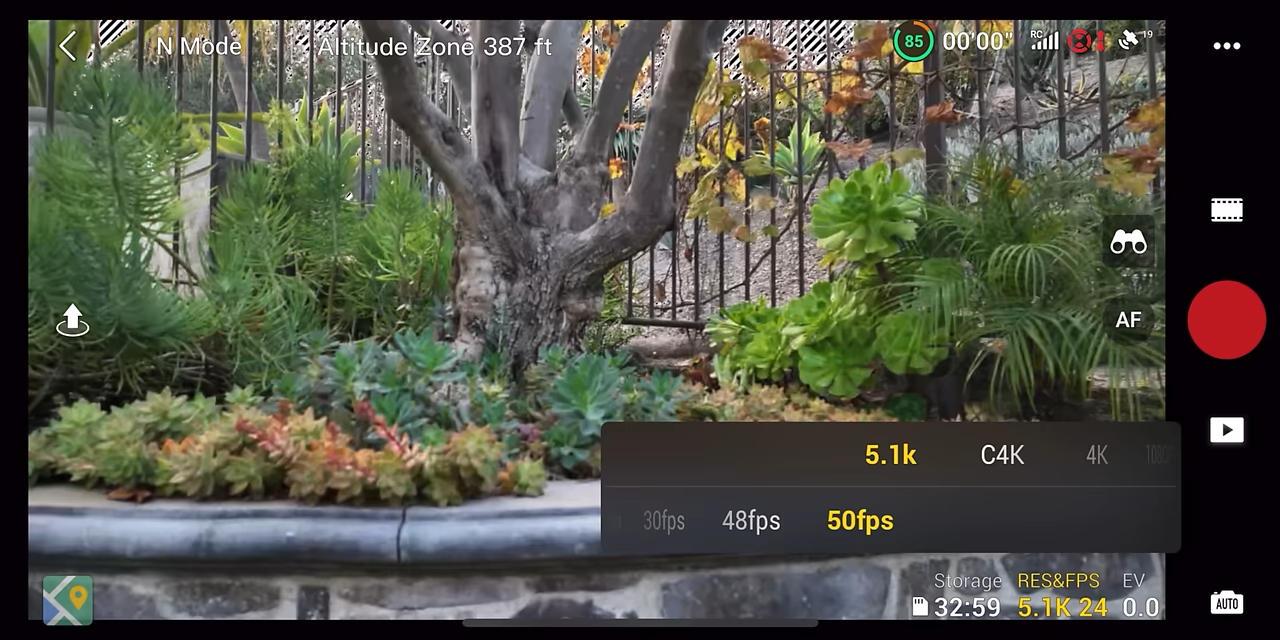 N Mode
Altitude Zone 387 ft
85
00'00"
RC
19
AF
5.1k C4K 4K 1080P
30fps 48fps 50fps
Storage RES&FPS EV
32:59 5.1K 24 0.0
AUTO